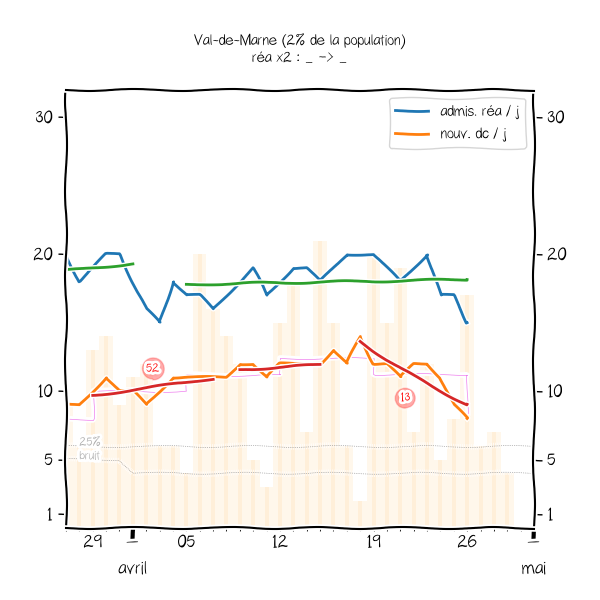 Val-de-Marne (2% de la population)
réa x2 : _ -> _
admis. réa / j
nouv. dc / j
30
30
20
20
52
13
10
10
25%
bruit
5
5
1
1
29
05
12
19
26
avril
mai